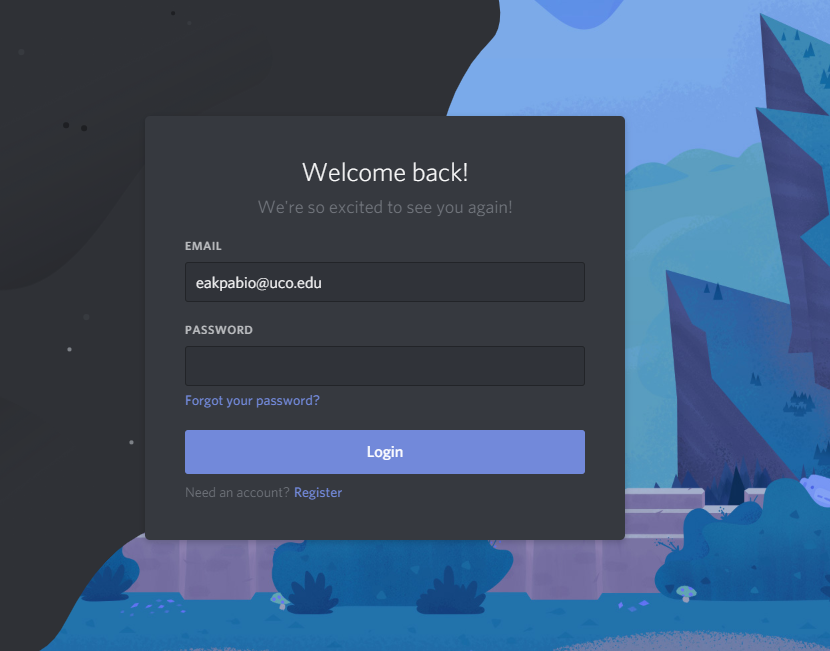 Welcome back!
We're so excited to see you again!
EMAIL
eakpabio@uco.edu
PASSWORD
Forgot your password?
Login
Need an account? Register